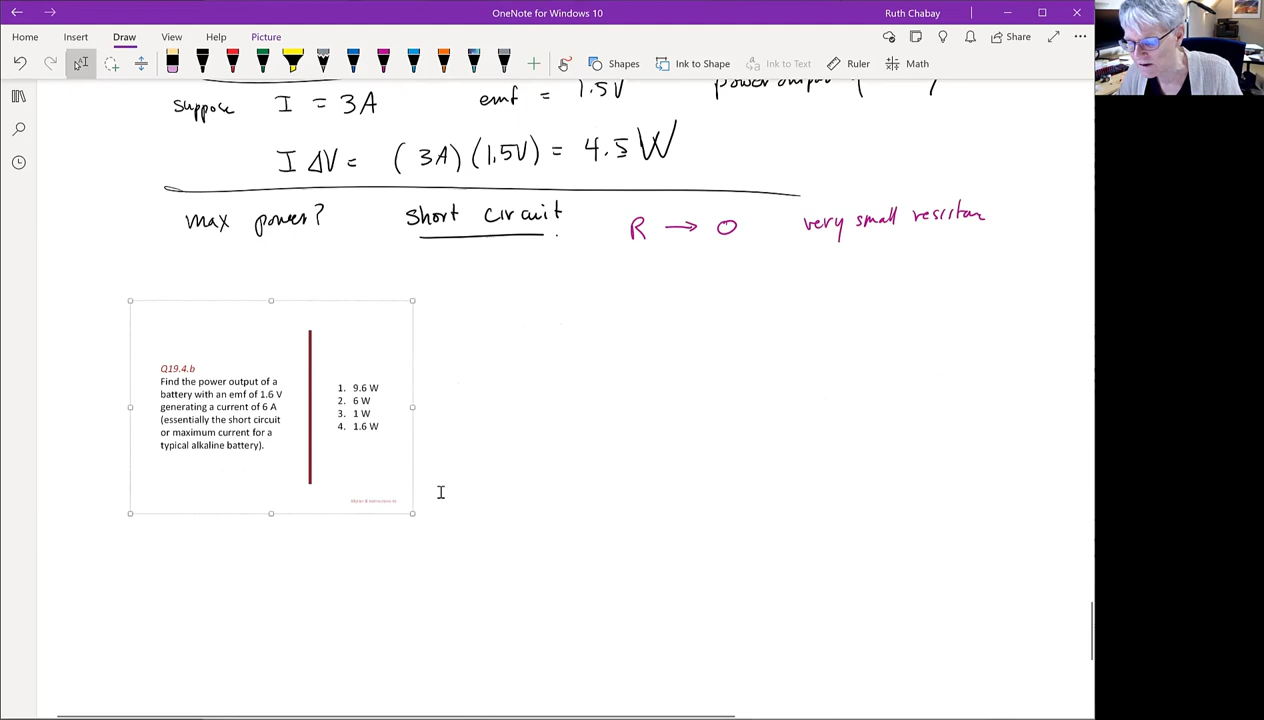 OneNote for Windows 10
Ruth Chabay
Home Insert Draw View Help Picture
Share
Shapes Ink to Shape Ink to Text Ruler Math
suppose I = 3A emf = 1.5V power output (
I ΔV = (3A)(1.5V) = 4.5W
max power? short circuit R → 0 very small resistan
Q19.4.b
Find the power output of a
battery with an emf of 1.6 V
generating a current of 6 A
(essentially the short circuit
or maximum current for a
typical alkaline battery).
1. 9.6 W
2. 6 W
3. 1 W
4. 1.6 W